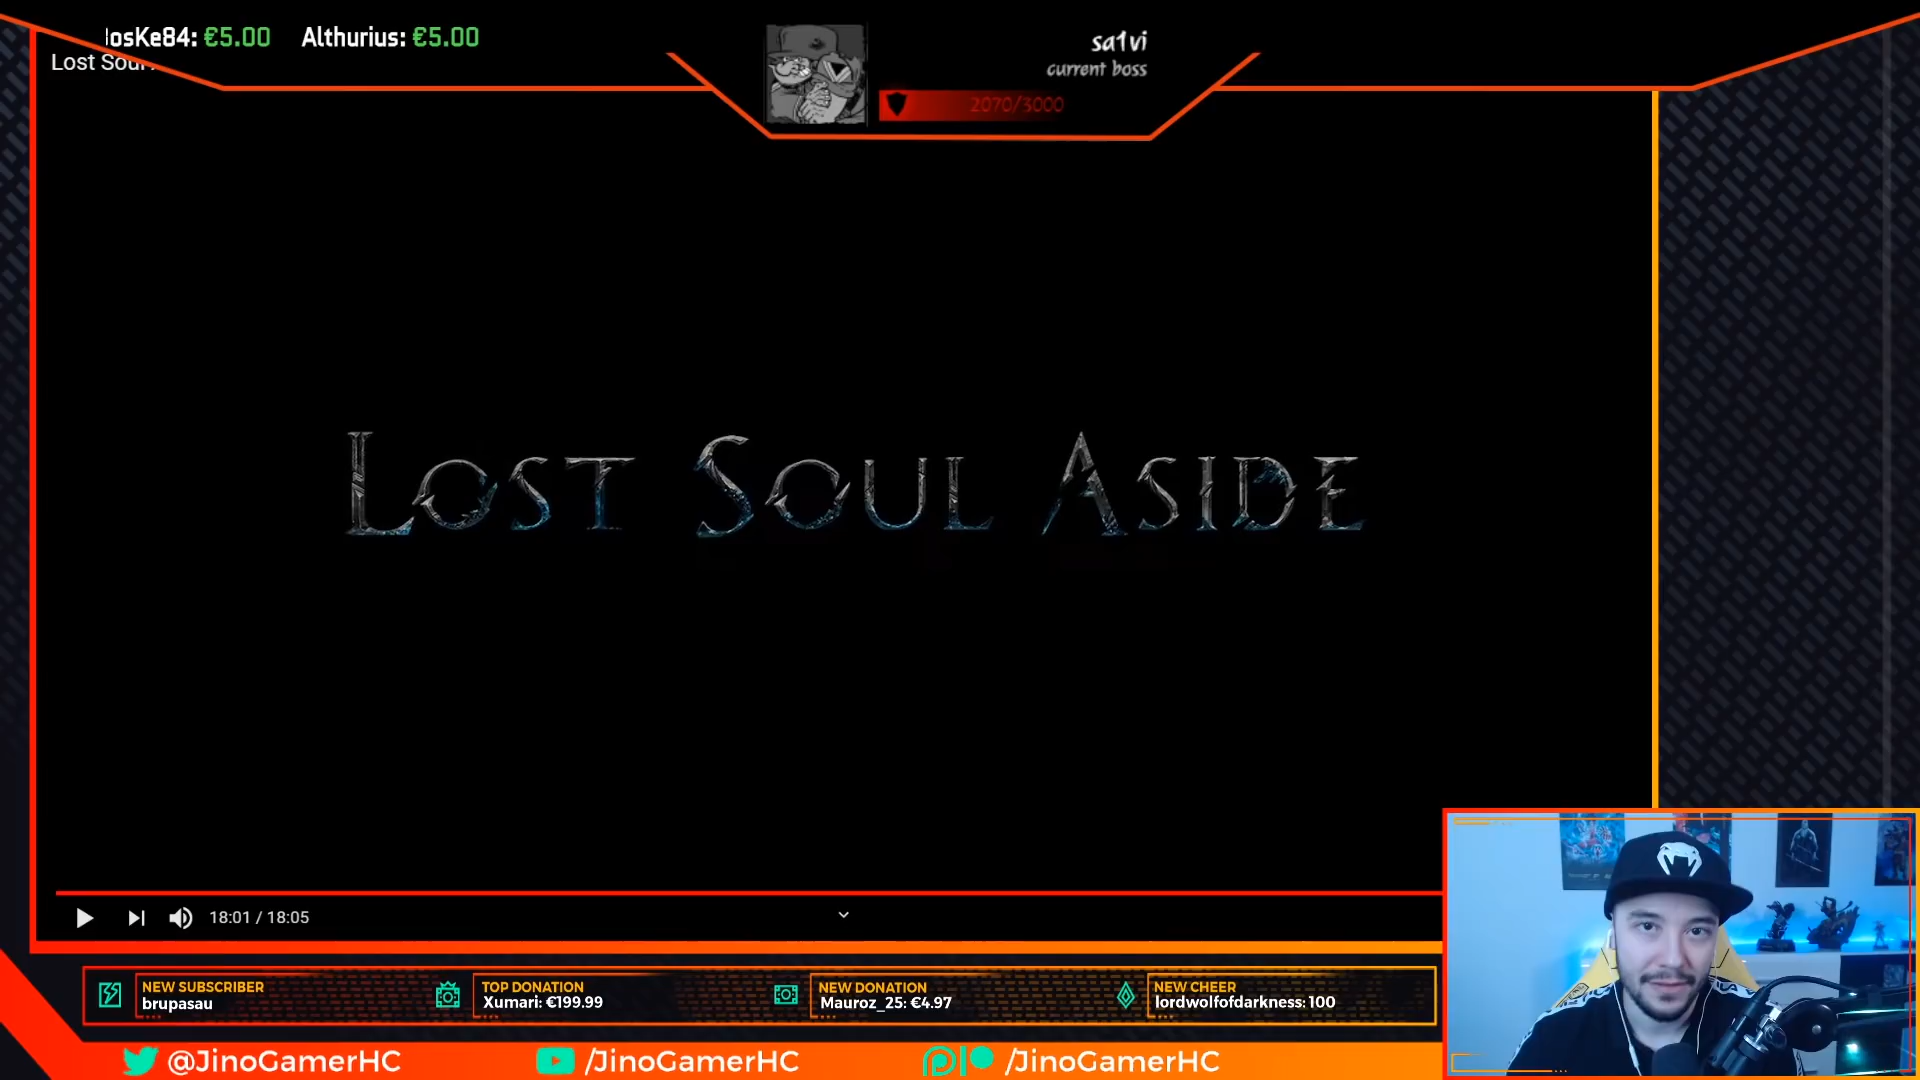 osKe84: €5.00 Althurius: €5.00
Lost Soul
sa1vi
current boss
2070/3000
LOST SOUL ASIDE
18:01 / 18:05
NEW SUBSCRIBER
brupasau
TOP DONATION
Xumari: €199.99
NEW DONATION
Mauroz_25: €4.97
NEW CHEER
lordwolfofdarkness: 100
@JinoGamerHC
/JinoGamerHC
/JinoGamerHC